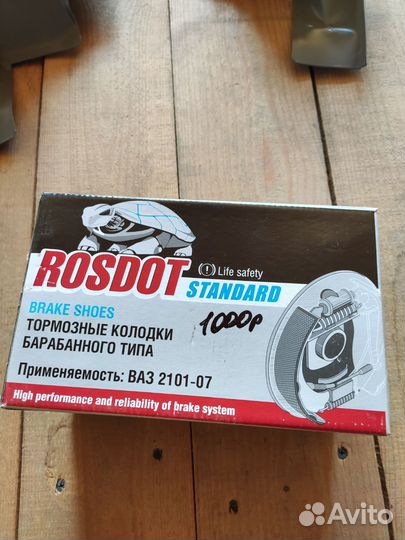 ROSDOT
Life safety
STANDARD
BRAKE SHOES
ТОРМОЗНЫЕ КОЛОДКИ
БАРАБАННОГО ТИПА
1000р
Применяемость: ВАЗ 2101-07
High performance and reliability of brake system
Avito